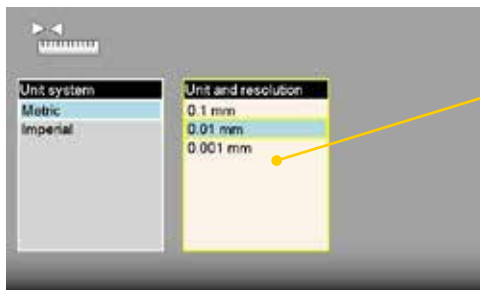 Unit system
Metric
Imperial
Unit and resolution
0.1 mm
0.01 mm
0.001 mm